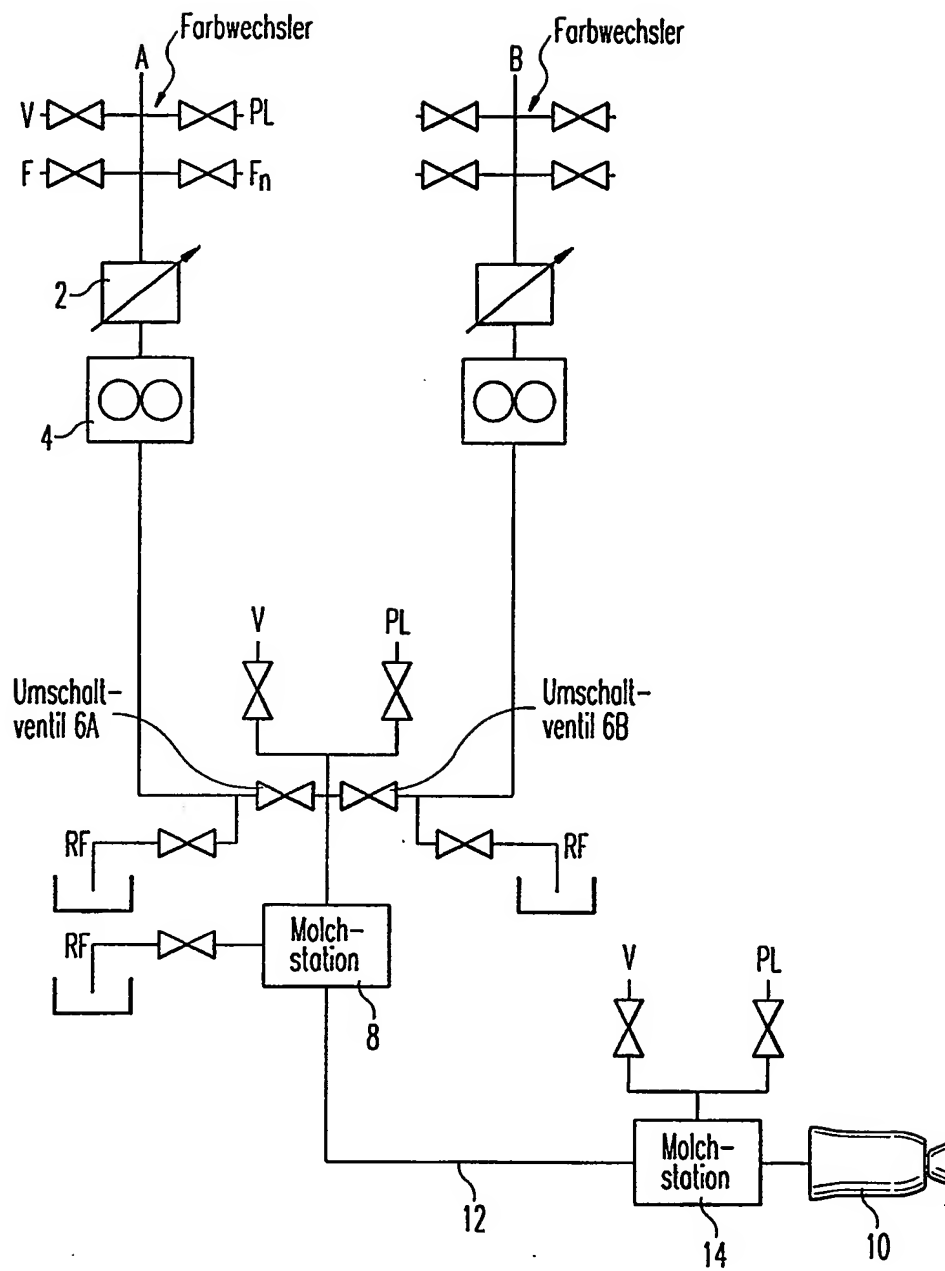 Farbwechsler
Farbwechsler
A
B
V
PL
F
Fn
2
4
V
PL
Umschalt-
ventil 6A
Umschalt-
ventil 6B
RF
RF
RF
Molch-
station
8
V
PL
Molch-
station
12
14
10